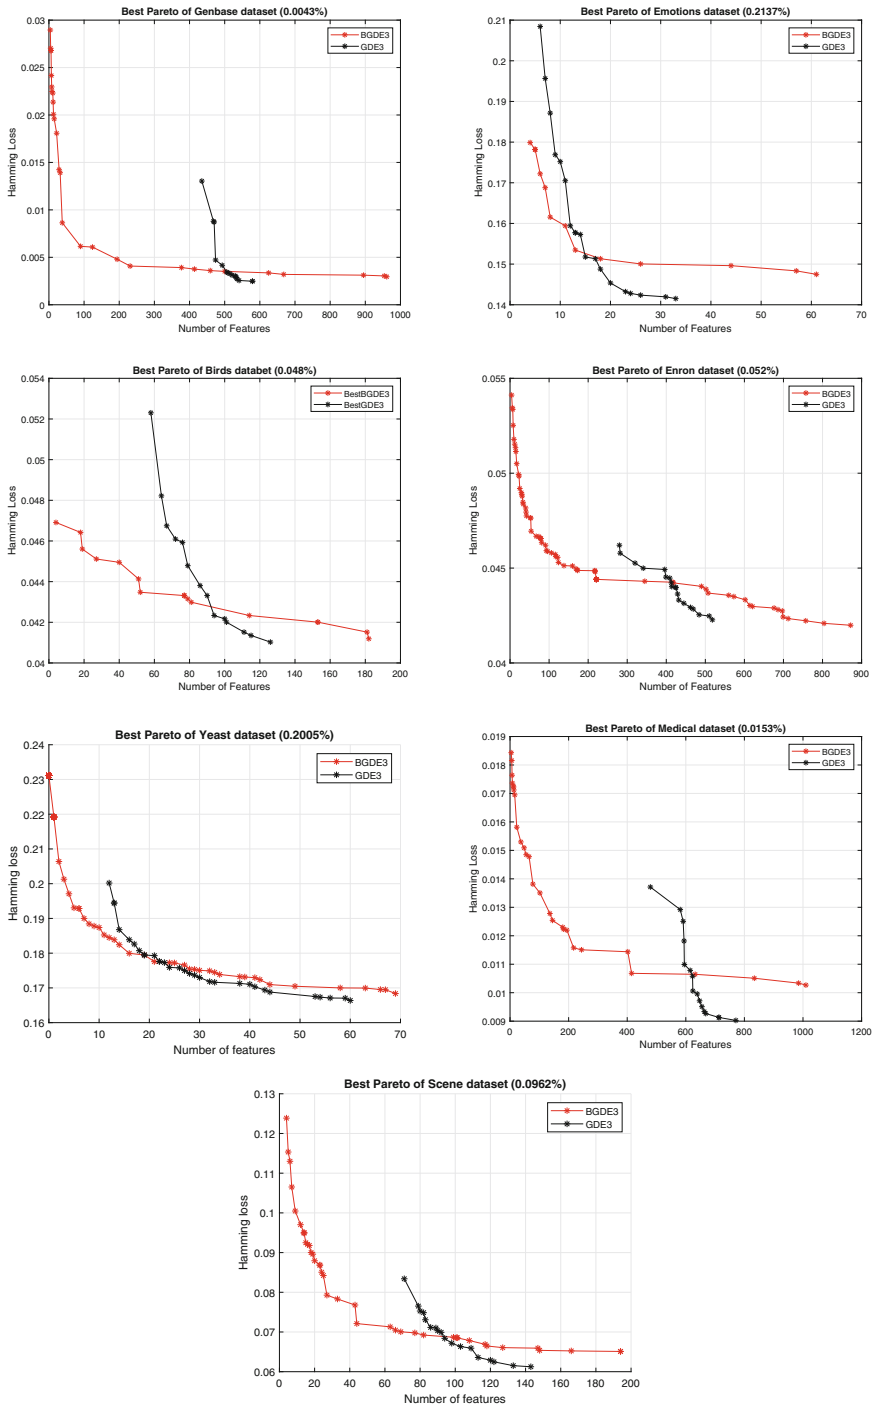 Best Pareto of Genbase dataset (0.0043%)
0.03
0.025
0.02
0.015
0.01
0.005
0
Hamming Loss
BGDE3
GDE3
0 100 200 300 400 500 600 700 800 900 1000
Number of Features
Best Pareto of Emotions dataset (0.2137%)
0.21
0.2
0.19
0.18
0.17
0.16
0.15
0.14
Hamming Loss
BGDE3
GDE3
0 10 20 30 40 50 60 70
Number of Features
Best Pareto of Birds databet (0.048%)
0.054
0.052
0.05
0.048
0.046
0.044
0.042
0.04
Hamming Loss
BestBGDE3
BestGDE3
0 20 40 60 80 100 120 140 160 180 200
Number of Features
Best Pareto of Enron dataset (0.052%)
0.055
0.05
0.045
0.04
Hamming Loss
BGDE3
GDE3
0 100 200 300 400 500 600 700 800 900
Number of Features
Best Pareto of Yeast dataset (0.2005%)
0.24
0.23
0.22
0.21
0.2
0.19
0.18
0.17
0.16
Hamming loss
BGDE3
GDE3
0 10 20 30 40 50 60 70
Number of features
Best Pareto of Medical dataset (0.0153%)
0.019
0.018
0.017
0.016
0.015
0.014
0.013
0.012
0.011
0.01
0.009
Hamming Loss
BGDE3
GDE3
0 200 400 600 800 1000 1200
Number of Features
Best Pareto of Scene dataset (0.0962%)
0.13
0.12
0.11
0.1
0.09
0.08
0.07
0.06
Hamming loss
BGDE3
GDE3
0 20 40 60 80 100 120 140 160 180 200
Number of features